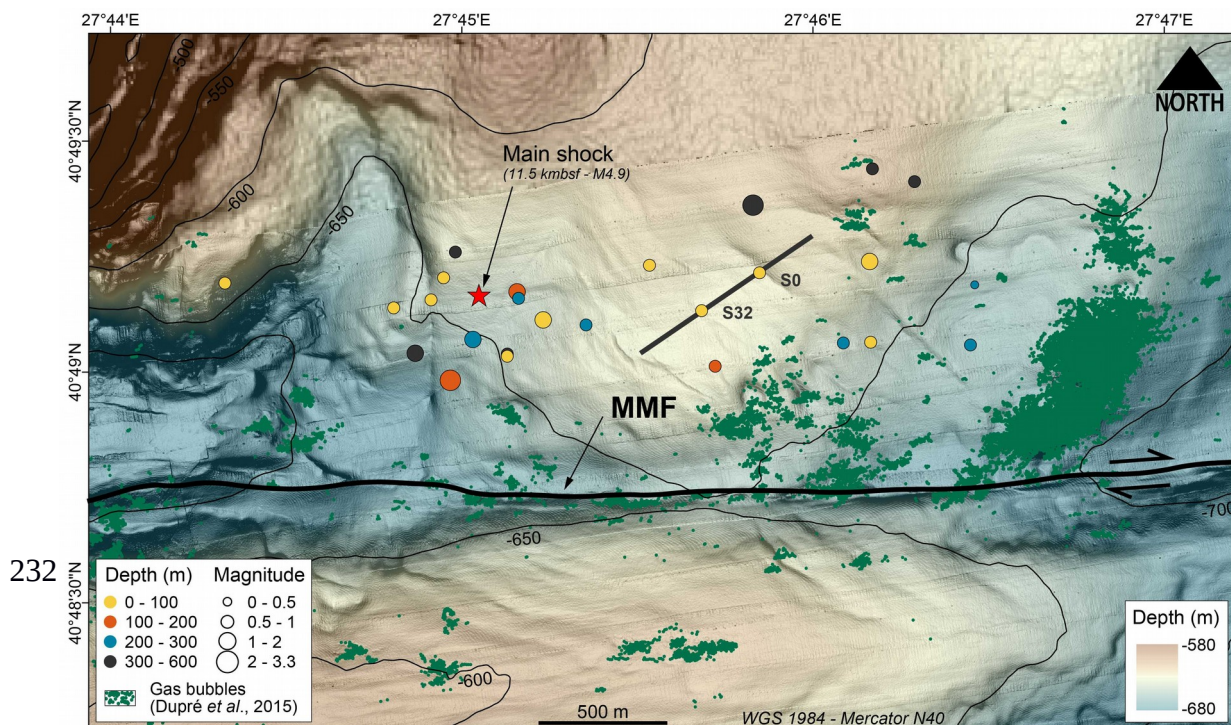 27°44'E
27°45'E
27°46'E
27°47'E
-500
-550
-600
-650
40°49'30"N
NORTH
Main shock
(11.5 kmbsf - M4.9)
S0
S32
40°49'N
MMF
-700
-650
232
40°48'30"N
Depth (m)
0 - 100
100 - 200
200 - 300
300 - 600
Magnitude
0 - 0.5
0.5 - 1
1 - 2
2 - 3.3
Gas bubbles
(Dupré et al., 2015)
-600
500 m
WGS 1984 - Mercator N40
Depth (m)
-580
-680